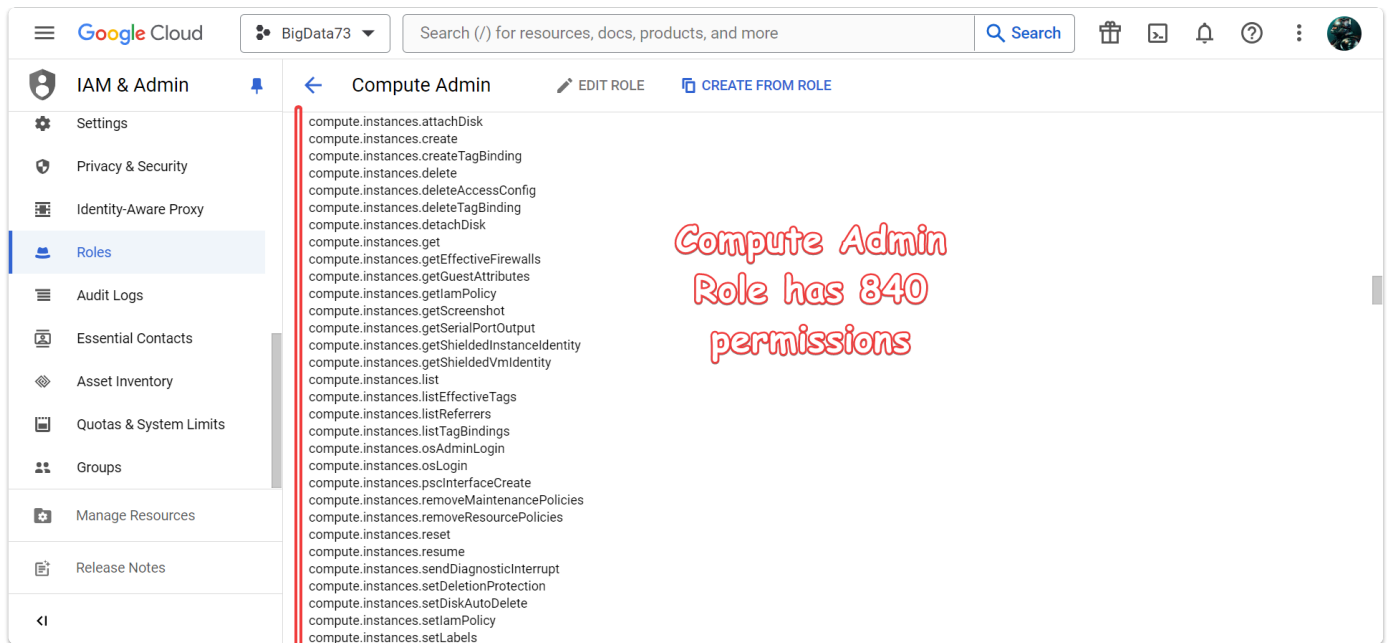 Google Cloud
BigData73
Search (/) for resources, docs, products, and more
Search
IAM & Admin
Compute Admin
EDIT ROLE
CREATE FROM ROLE
Settings
Privacy & Security
Identity-Aware Proxy
Roles
Audit Logs
Essential Contacts
Asset Inventory
Quotas & System Limits
Groups
Manage Resources
Release Notes
compute.instances.attachDisk
compute.instances.create
compute.instances.createTagBinding
compute.instances.delete
compute.instances.deleteAccessConfig
compute.instances.deleteTagBinding
compute.instances.detachDisk
compute.instances.get
compute.instances.getEffectiveFirewalls
compute.instances.getGuestAttributes
compute.instances.getIamPolicy
compute.instances.getScreenshot
compute.instances.getSerialPortOutput
compute.instances.getShieldedInstanceIdentity
compute.instances.getShieldedVmIdentity
compute.instances.list
compute.instances.listEffectiveTags
compute.instances.listReferrers
compute.instances.listTagBindings
compute.instances.osAdminLogin
compute.instances.osLogin
compute.instances.pscInterfaceCreate
compute.instances.removeMaintenancePolicies
compute.instances.removeResourcePolicies
compute.instances.reset
compute.instances.resume
compute.instances.sendDiagnosticInterrupt
compute.instances.setDeletionProtection
compute.instances.setDiskAutoDelete
compute.instances.setIamPolicy
compute.instances.setLabels
Compute Admin
Role has 840
permissions